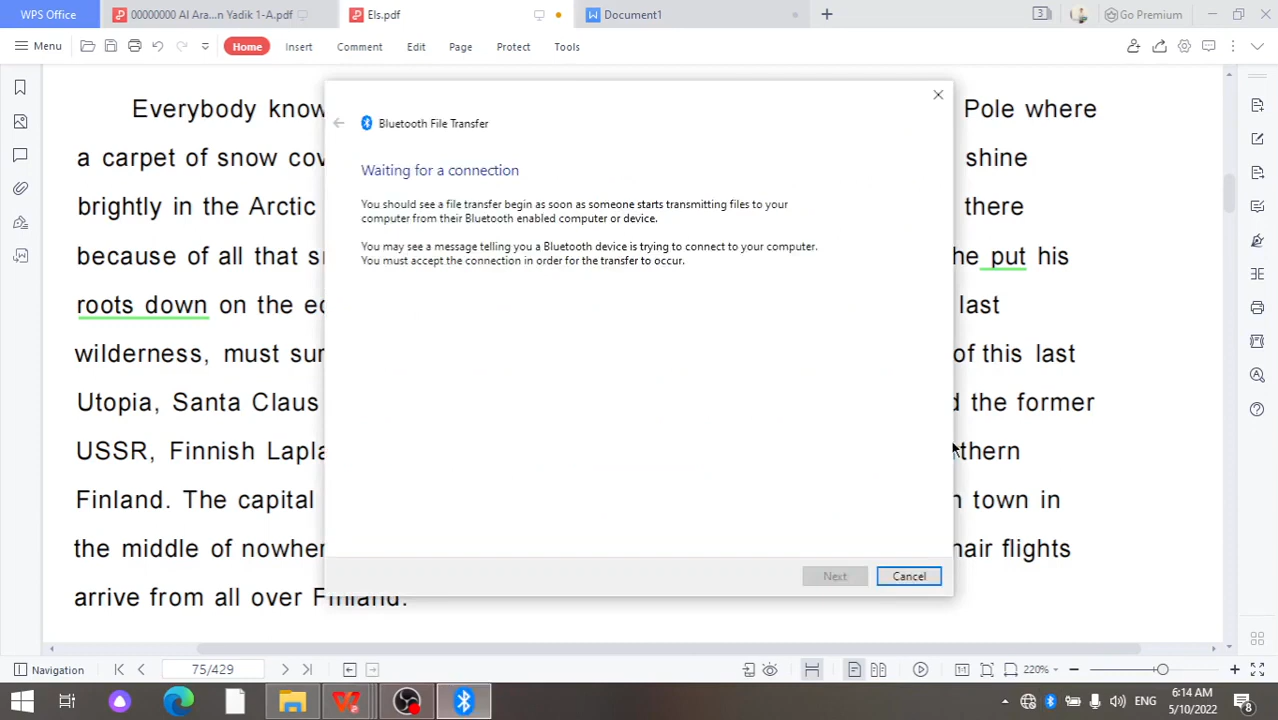 WPS Office
00000000 Al Ara...n Yadik 1-A.pdf
Els.pdf
Document1
3
Go Premium
Menu
Home
Insert
Comment
Edit
Page
Protect
Tools
Everybody know
Pole where
a carpet of snow cov
shine
brightly in the Arctic
there
because of all that sn
he put his
roots down on the ed
last
wilderness, must sur
of this last
Utopia, Santa Claus
d the former
USSR, Finnish Lapla
thern
Finland. The capital
n town in
the middle of nowher
hair flights
arrive from all over Finland.
Bluetooth File Transfer
Waiting for a connection
You should see a file transfer begin as soon as someone starts transmitting files to your
computer from their Bluetooth enabled computer or device.
You may see a message telling you a Bluetooth device is trying to connect to your computer.
You must accept the connection in order for the transfer to occur.
Next
Cancel
Navigation
75/429
220%
ENG
6:14 AM
5/10/2022
8